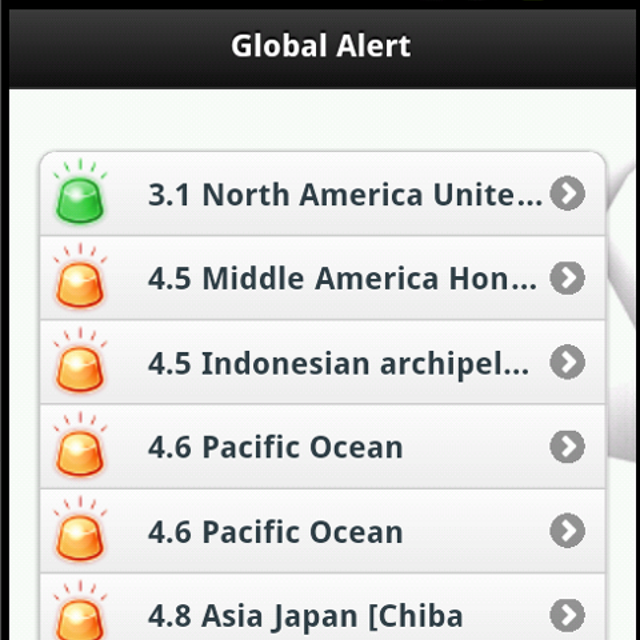 Global Alert
3.1 North America Unite...
4.5 Middle America Hon...
4.5 Indonesian archipel...
4.6 Pacific Ocean
4.6 Pacific Ocean
4.8 Asia Japan [Chiba